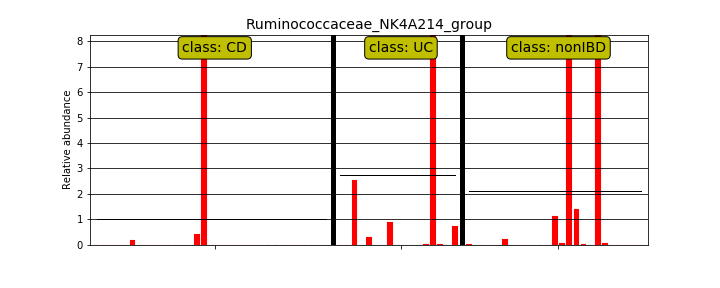 Ruminococcaceae_NK4A214_group
class: CD
class: UC
class: nonIBD
Relative abundance
8
7
6
5
4
3
2
1
0